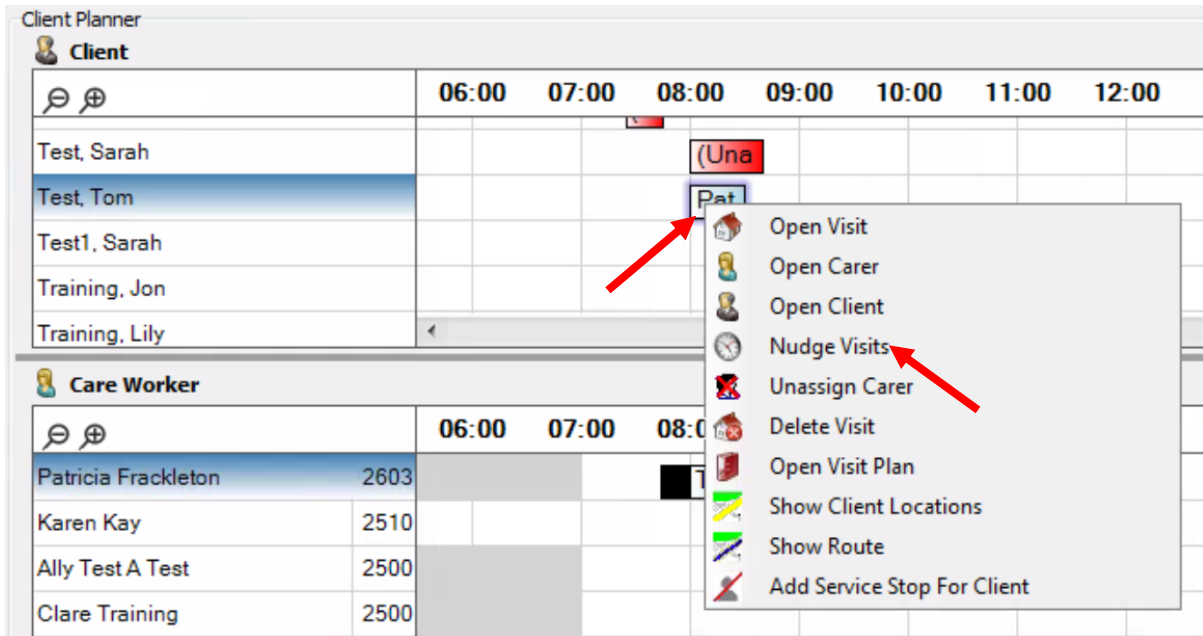 Client Planner
Client
06:00 07:00 08:00 09:00 10:00 11:00 12:00
Test, Sarah (Una
Test, Tom Pat
Open Visit
Test1, Sarah
Open Carer
Training, Jon
Open Client
Training, Lily
Nudge Visits
Care Worker
Unassign Carer
06:00 07:00 08:0
Delete Visit
Patricia Frackleton 2603
Open Visit Plan
Karen Kay 2510
Show Client Locations
Show Route
Ally Test A Test 2500
Add Service Stop For Client
Clare Training 2500